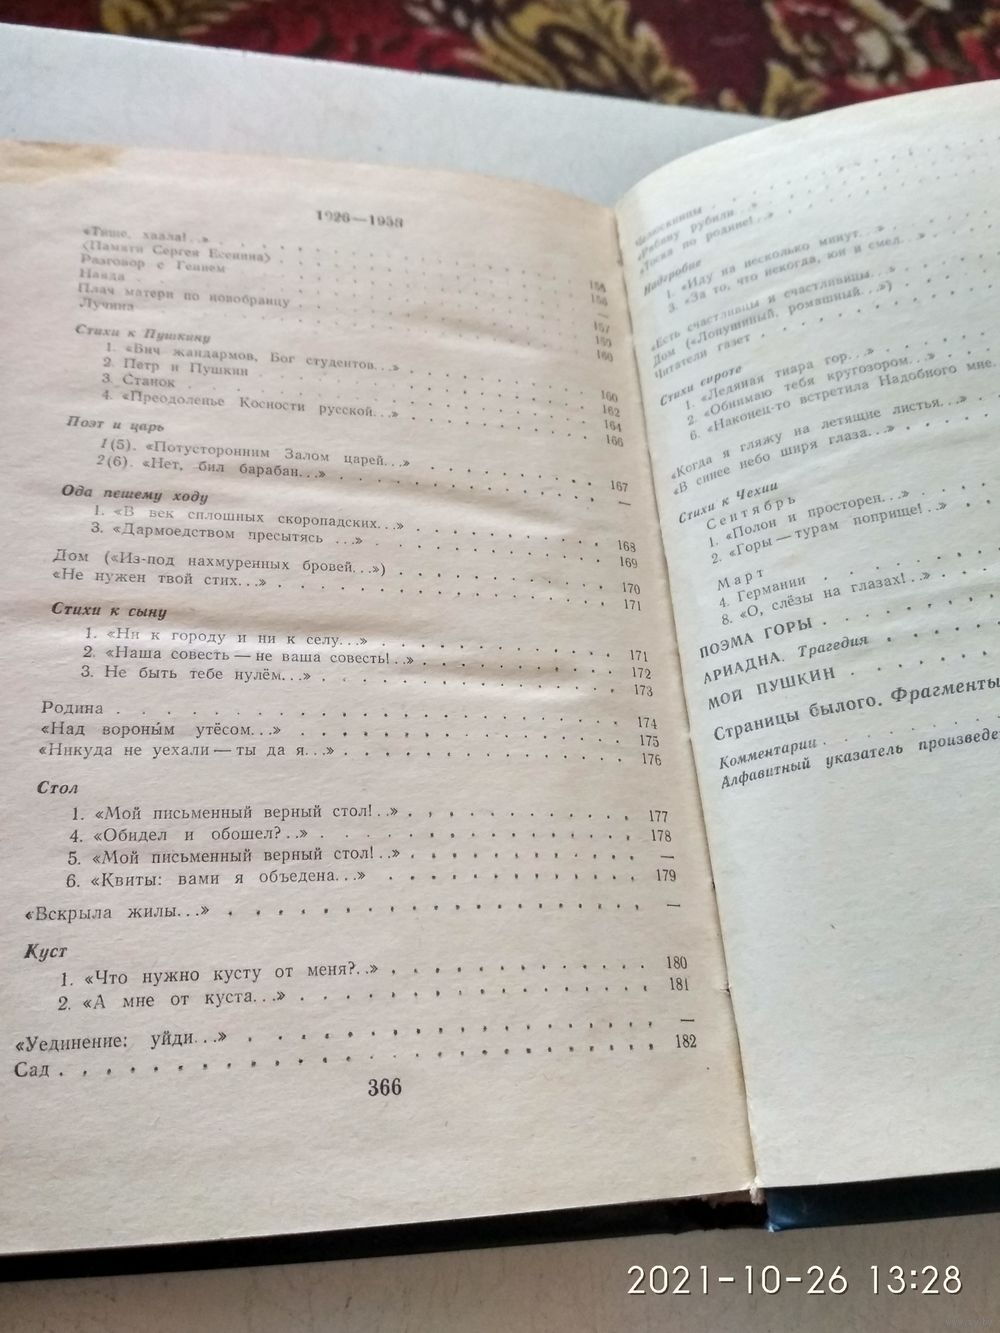 1926—1938
«Тише, хвала!..»
〈Памяти Сергея Есенина〉 156
Разговор с Гением 156
Наяда —
Плач матери по новобранцу 157
Лучина 159
160
Стихи к Пушкину
1. «Бич жандармов, Бог студентов...» 160
2. Петр и Пушкин 162
3. Станок 164
4. «Преодоленье Косности русской...» 166
Поэт и царь
1(5). «Потусторонним Залом царей...» 167
2(6). «Нет, бил барабан...» —
Ода пешему ходу
1. «В век сплошных скоропадских...» 168
3. «Дармоедством пресытясь ...» 169
Дом («Из-под нахмуренных бровей...») 170
«Не нужен твой стих...» 171
Стихи к сыну
1. «Ни к городу и ни к селу...» 171
2. «Наша совесть — не ваша совесть!..» 172
3. Не быть тебе нулём...» 173
Родина 174
«Над вороным утёсом...» 175
«Никуда не уехали — ты да я...» 176
Стол
1. «Мой письменный верный стол!..» 177
4. «Обидел и обошел?..» 178
5. «Мой письменный верный стол!..» —
6. «Квиты: вами я объедена...» 179
«Вскрыла жилы...» —
Куст
1. «Что нужно кусту от меня?..» 180
2. «А мне от куста...» 181
«Уединение: уйди...» —
Сад 182
366
Челюскинцы
«Рябину рубили...»
«Тоска по родине!..»
Надгробие
1. «Иду на несколько минут...»
3. «За то, что некогда, юн и смел...
«Есть счастливцы и счастливицы...»
Дом («Лопушиный, ромашный...»)
Читатели газет
Стихи сироте
1. «Ледяная тиара гор...»
2. «Обнимаю тебя кругозором...»
6. «Наконец-то встретила Надобного мне.
«Когда я гляжу на летящие листья...»
«В синее небо ширя глаза...»
Стихи к Чехии
Сентябрь
1. «Полон и просторен...»
2. «Горы — турам поприще!..»
Март
4. Германии
8. «О, слёзы на глазах!..»
ПОЭМА ГОРЫ
АРИАДНА. Трагедия
МОЙ ПУШКИН
Страницы былого. Фрагменты
Комментарии
Алфавитный указатель произведе
2021-10-26 13:28